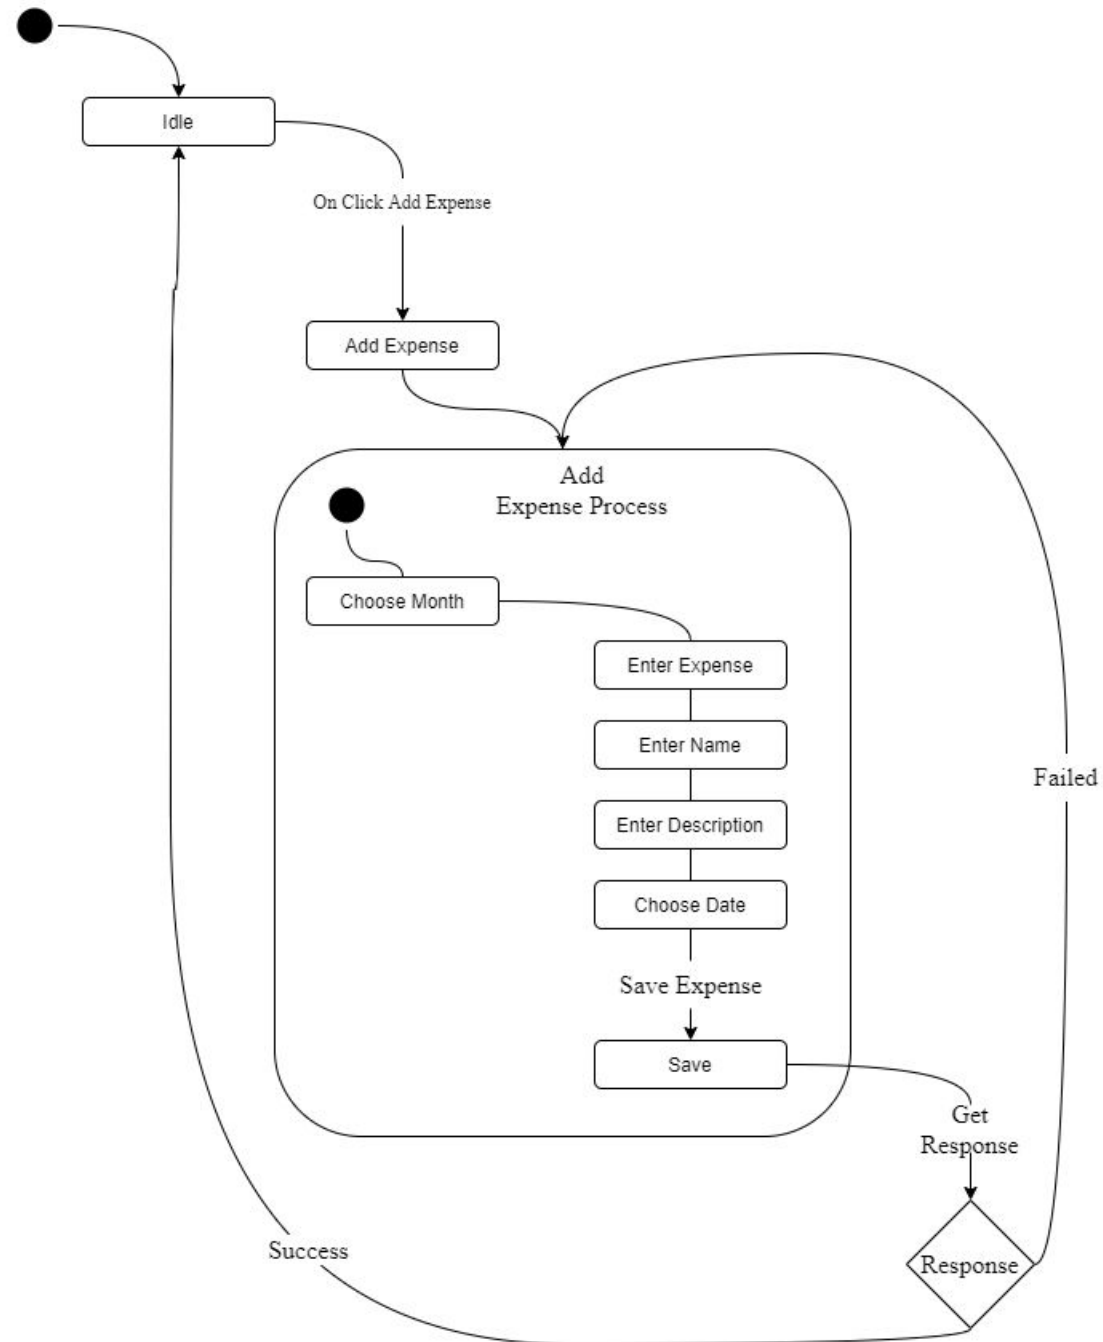 Idle
On Click Add Expense
Add Expense
Add
Expense Process
Choose Month
Enter Expense
Enter Name
Failed
Enter Description
Choose Date
Save Expense
Save
Get
Response
Success
Response